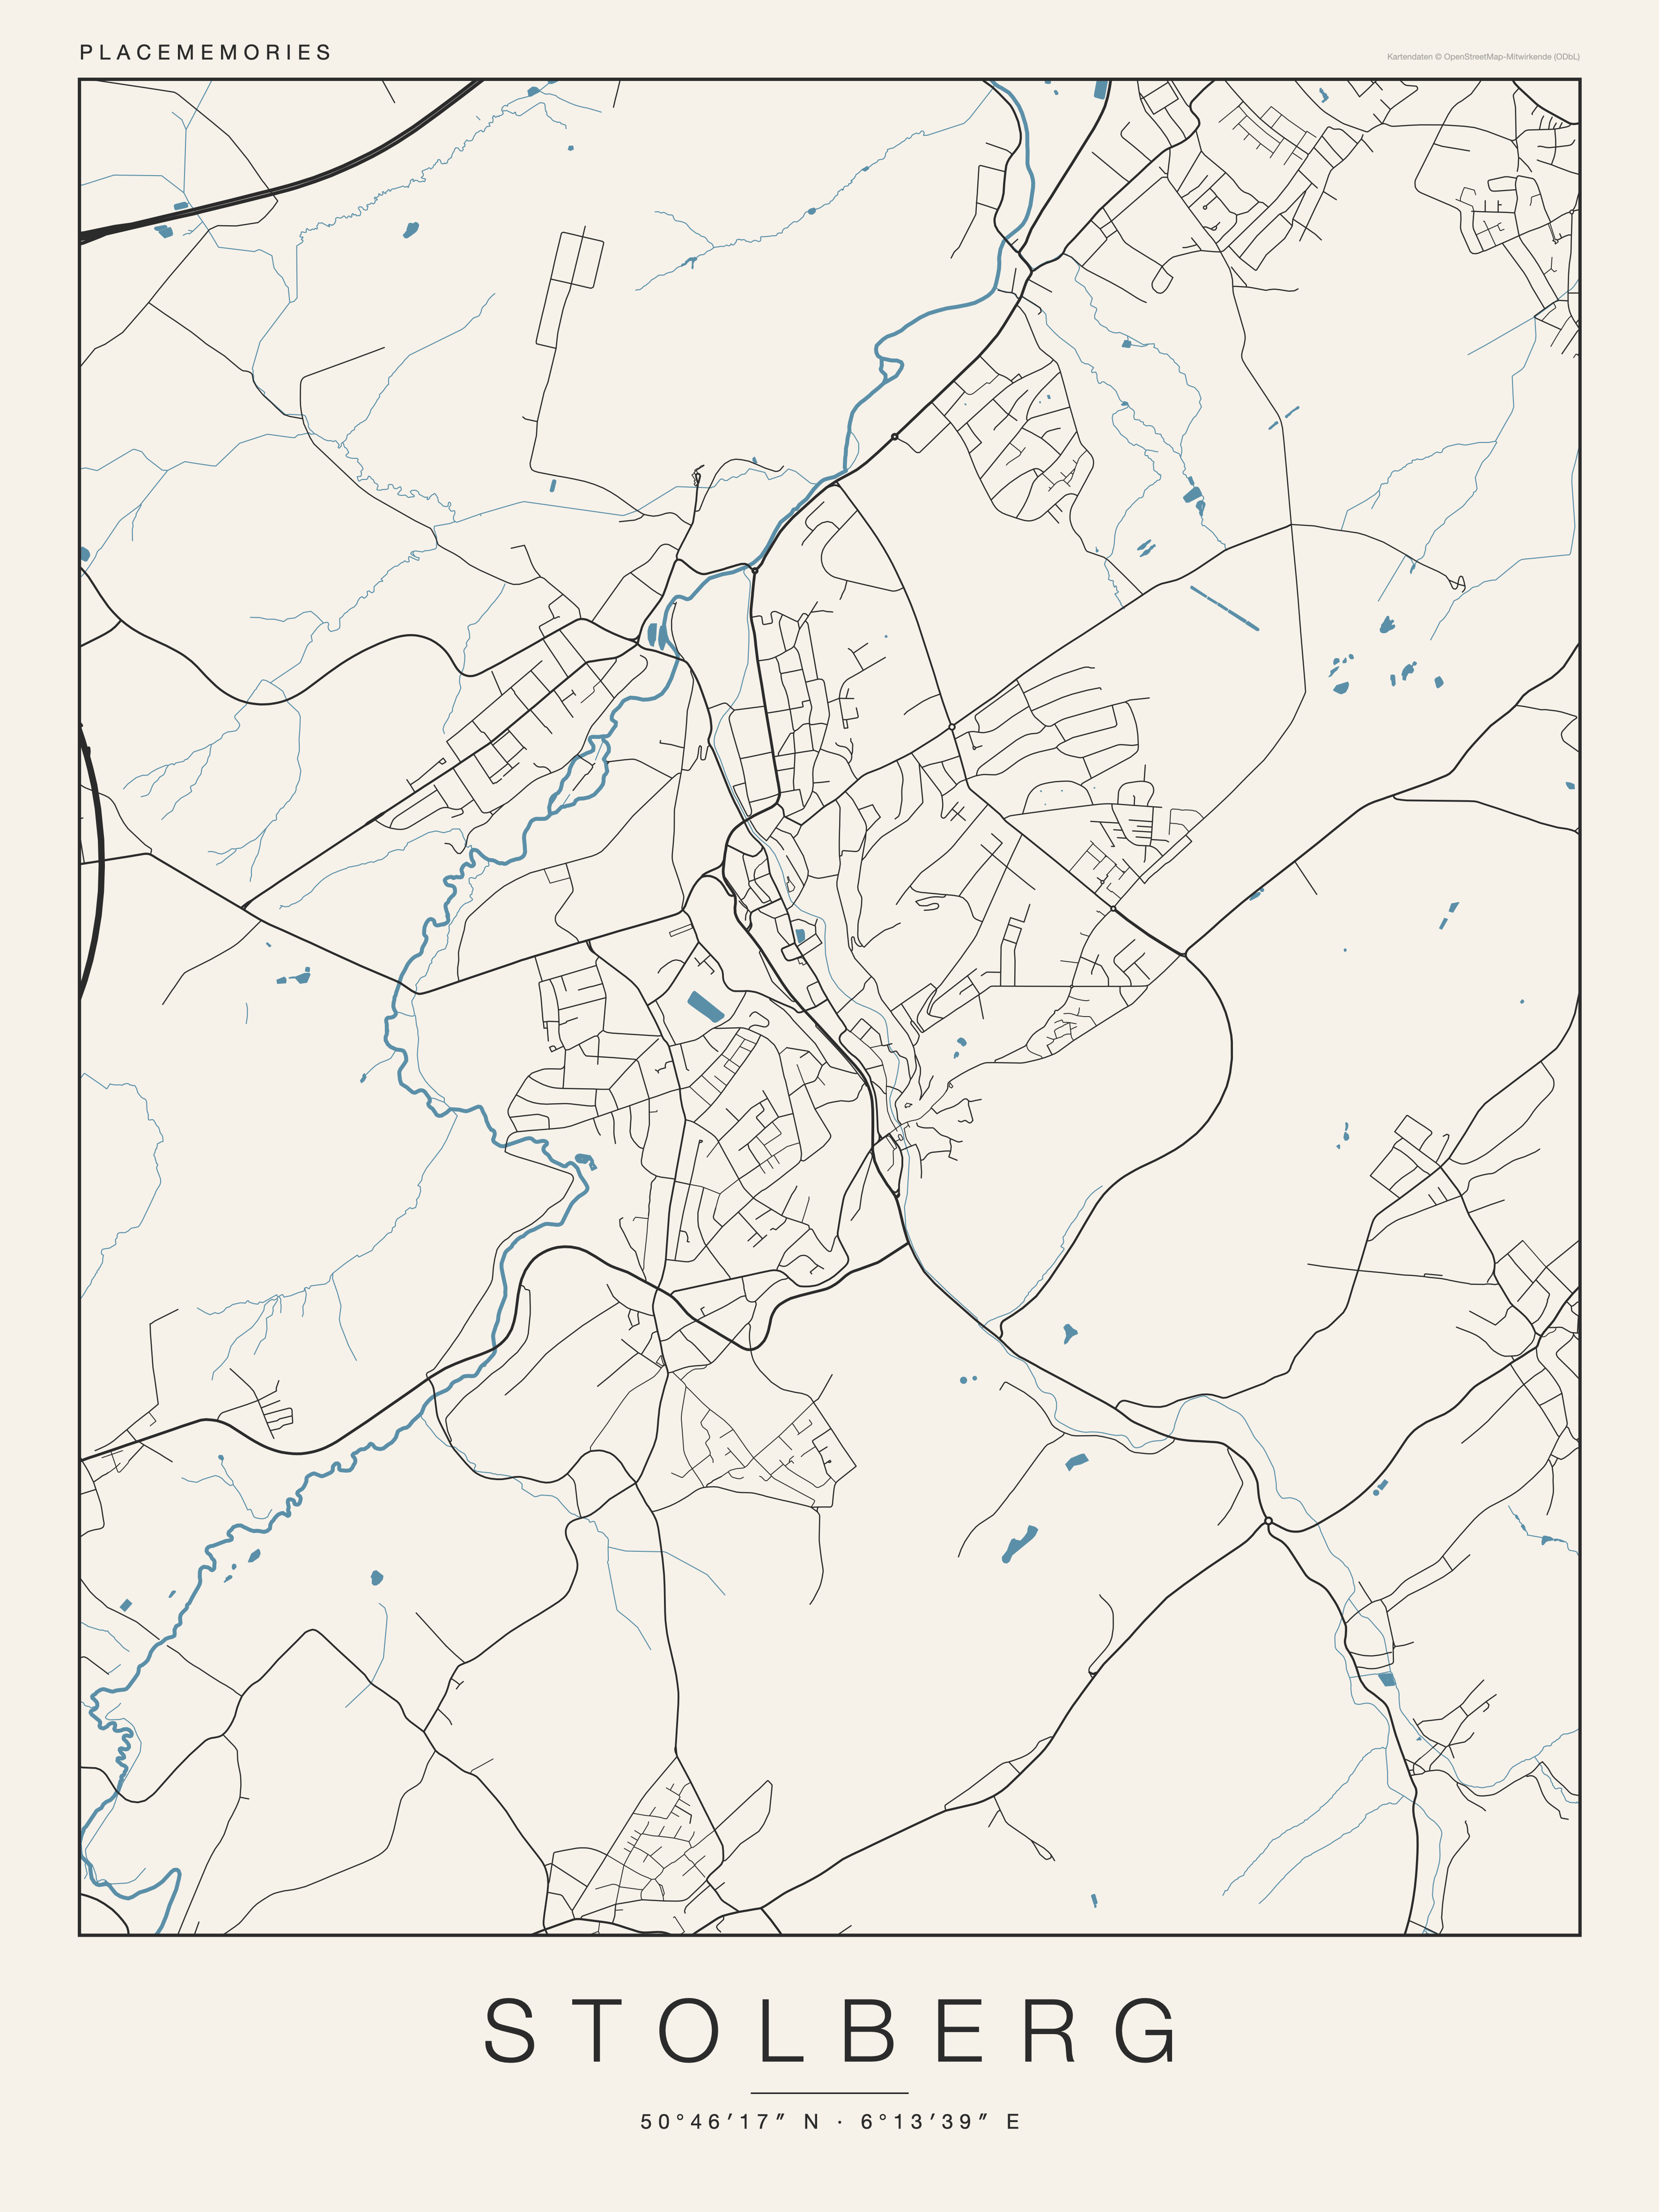 PLACEMEMORIES
Kartendaten © OpenStreetMap-Mitwirkende (ODbL)
STOLBERG
50°46′17″ N · 6°13′39″ E